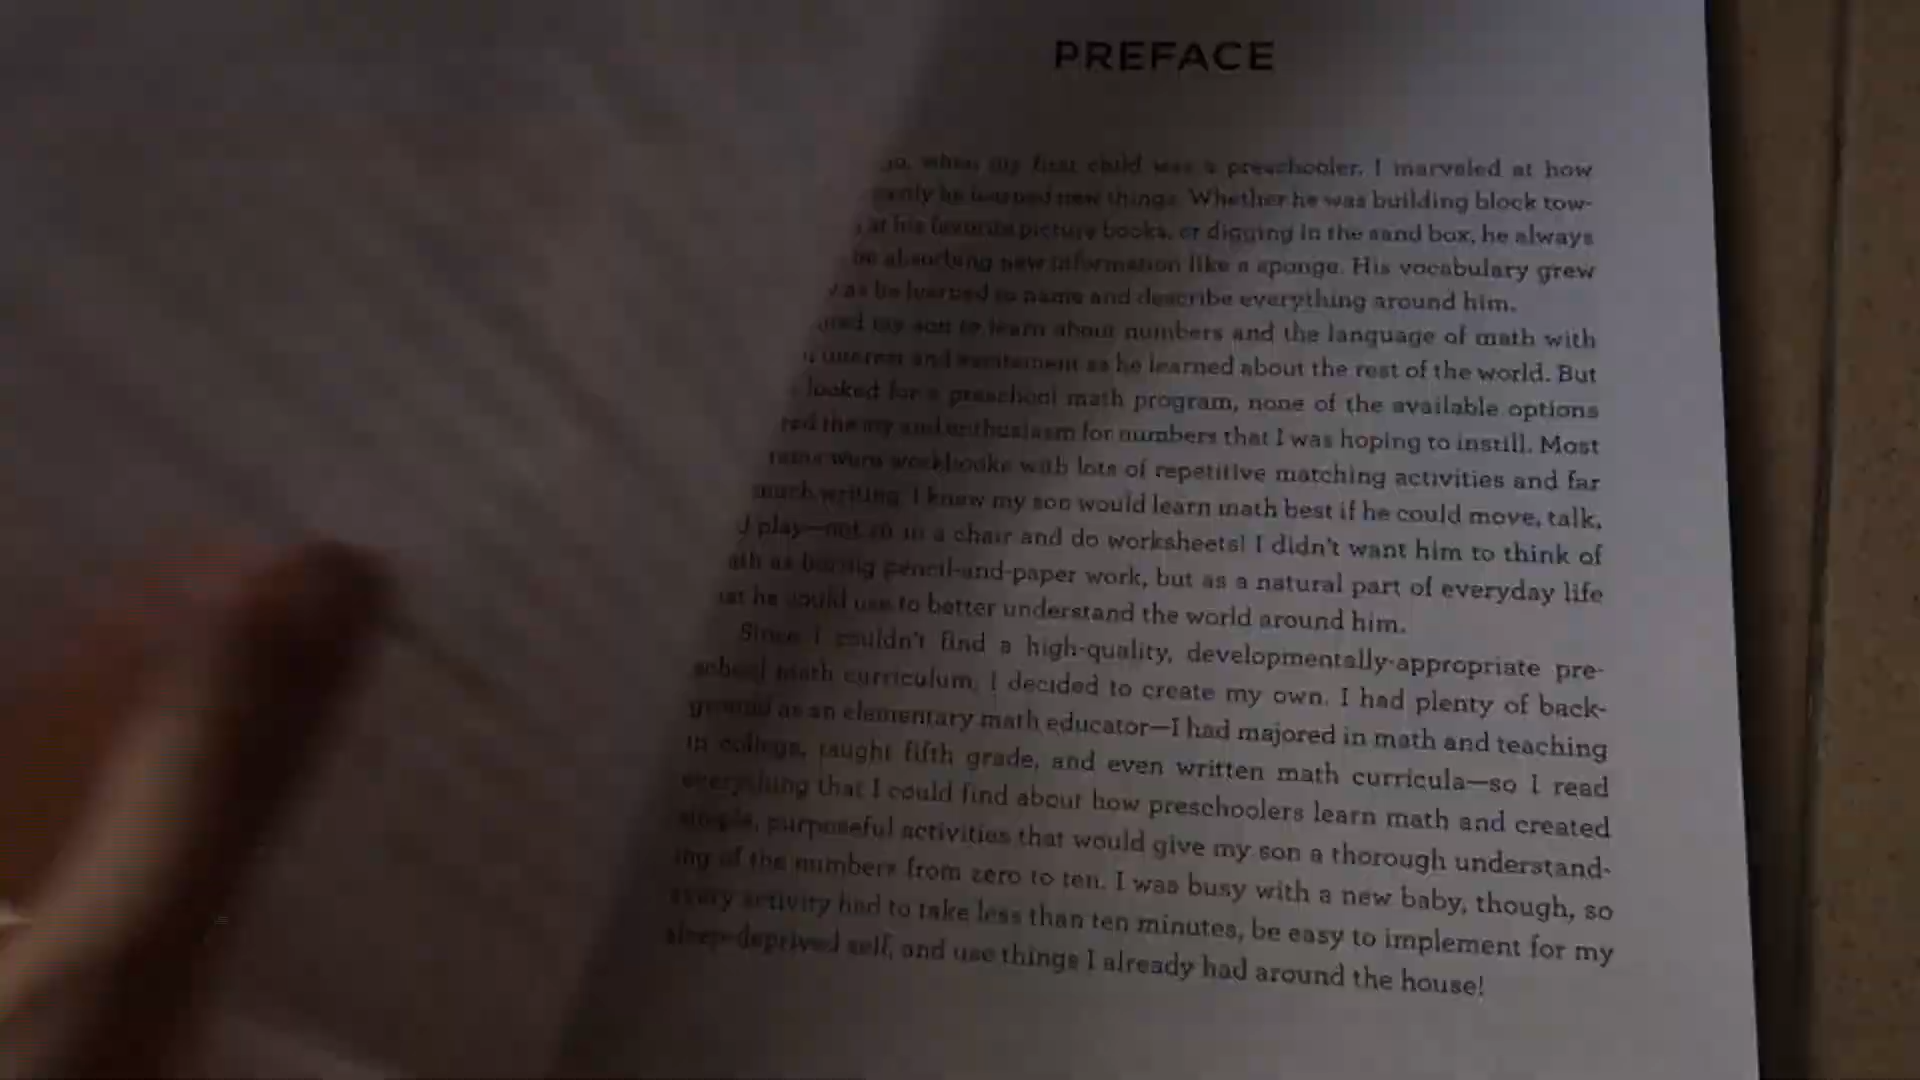 PREFACE
when my first child was a preschooler, I marveled at how
he learned new things. Whether he was building block tow-
at his favorite picture books, or digging in the sand box, he always
be absorbing new information like a sponge. His vocabulary grew
as he learned to name and describe everything around him.
my son to learn about numbers and the language of math with
interest and excitement as he learned about the rest of the world. But
looked for a preschool math program, none of the available options
the joy and enthusiasm for numbers that I was hoping to instill. Most
were workbooks with lots of repetitive matching activities and far
much writing. I knew my son would learn math best if he could move, talk,
play—not sit in a chair and do worksheets! I didn't want him to think of
as boring pencil-and-paper work, but as a natural part of everyday life
he could use to better understand the world around him.
Since I couldn't find a high-quality, developmentally-appropriate pre-
school math curriculum, I decided to create my own. I had plenty of back-
ground as an elementary math educator—I had majored in math and teaching
in college, taught fifth grade, and even written math curricula—so I read
everything that I could find about how preschoolers learn math and created
simple, purposeful activities that would give my son a thorough understand-
ing of the numbers from zero to ten. I was busy with a new baby, though, so
every activity had to take less than ten minutes, be easy to implement for my
sleep-deprived self, and use things I already had around the house!